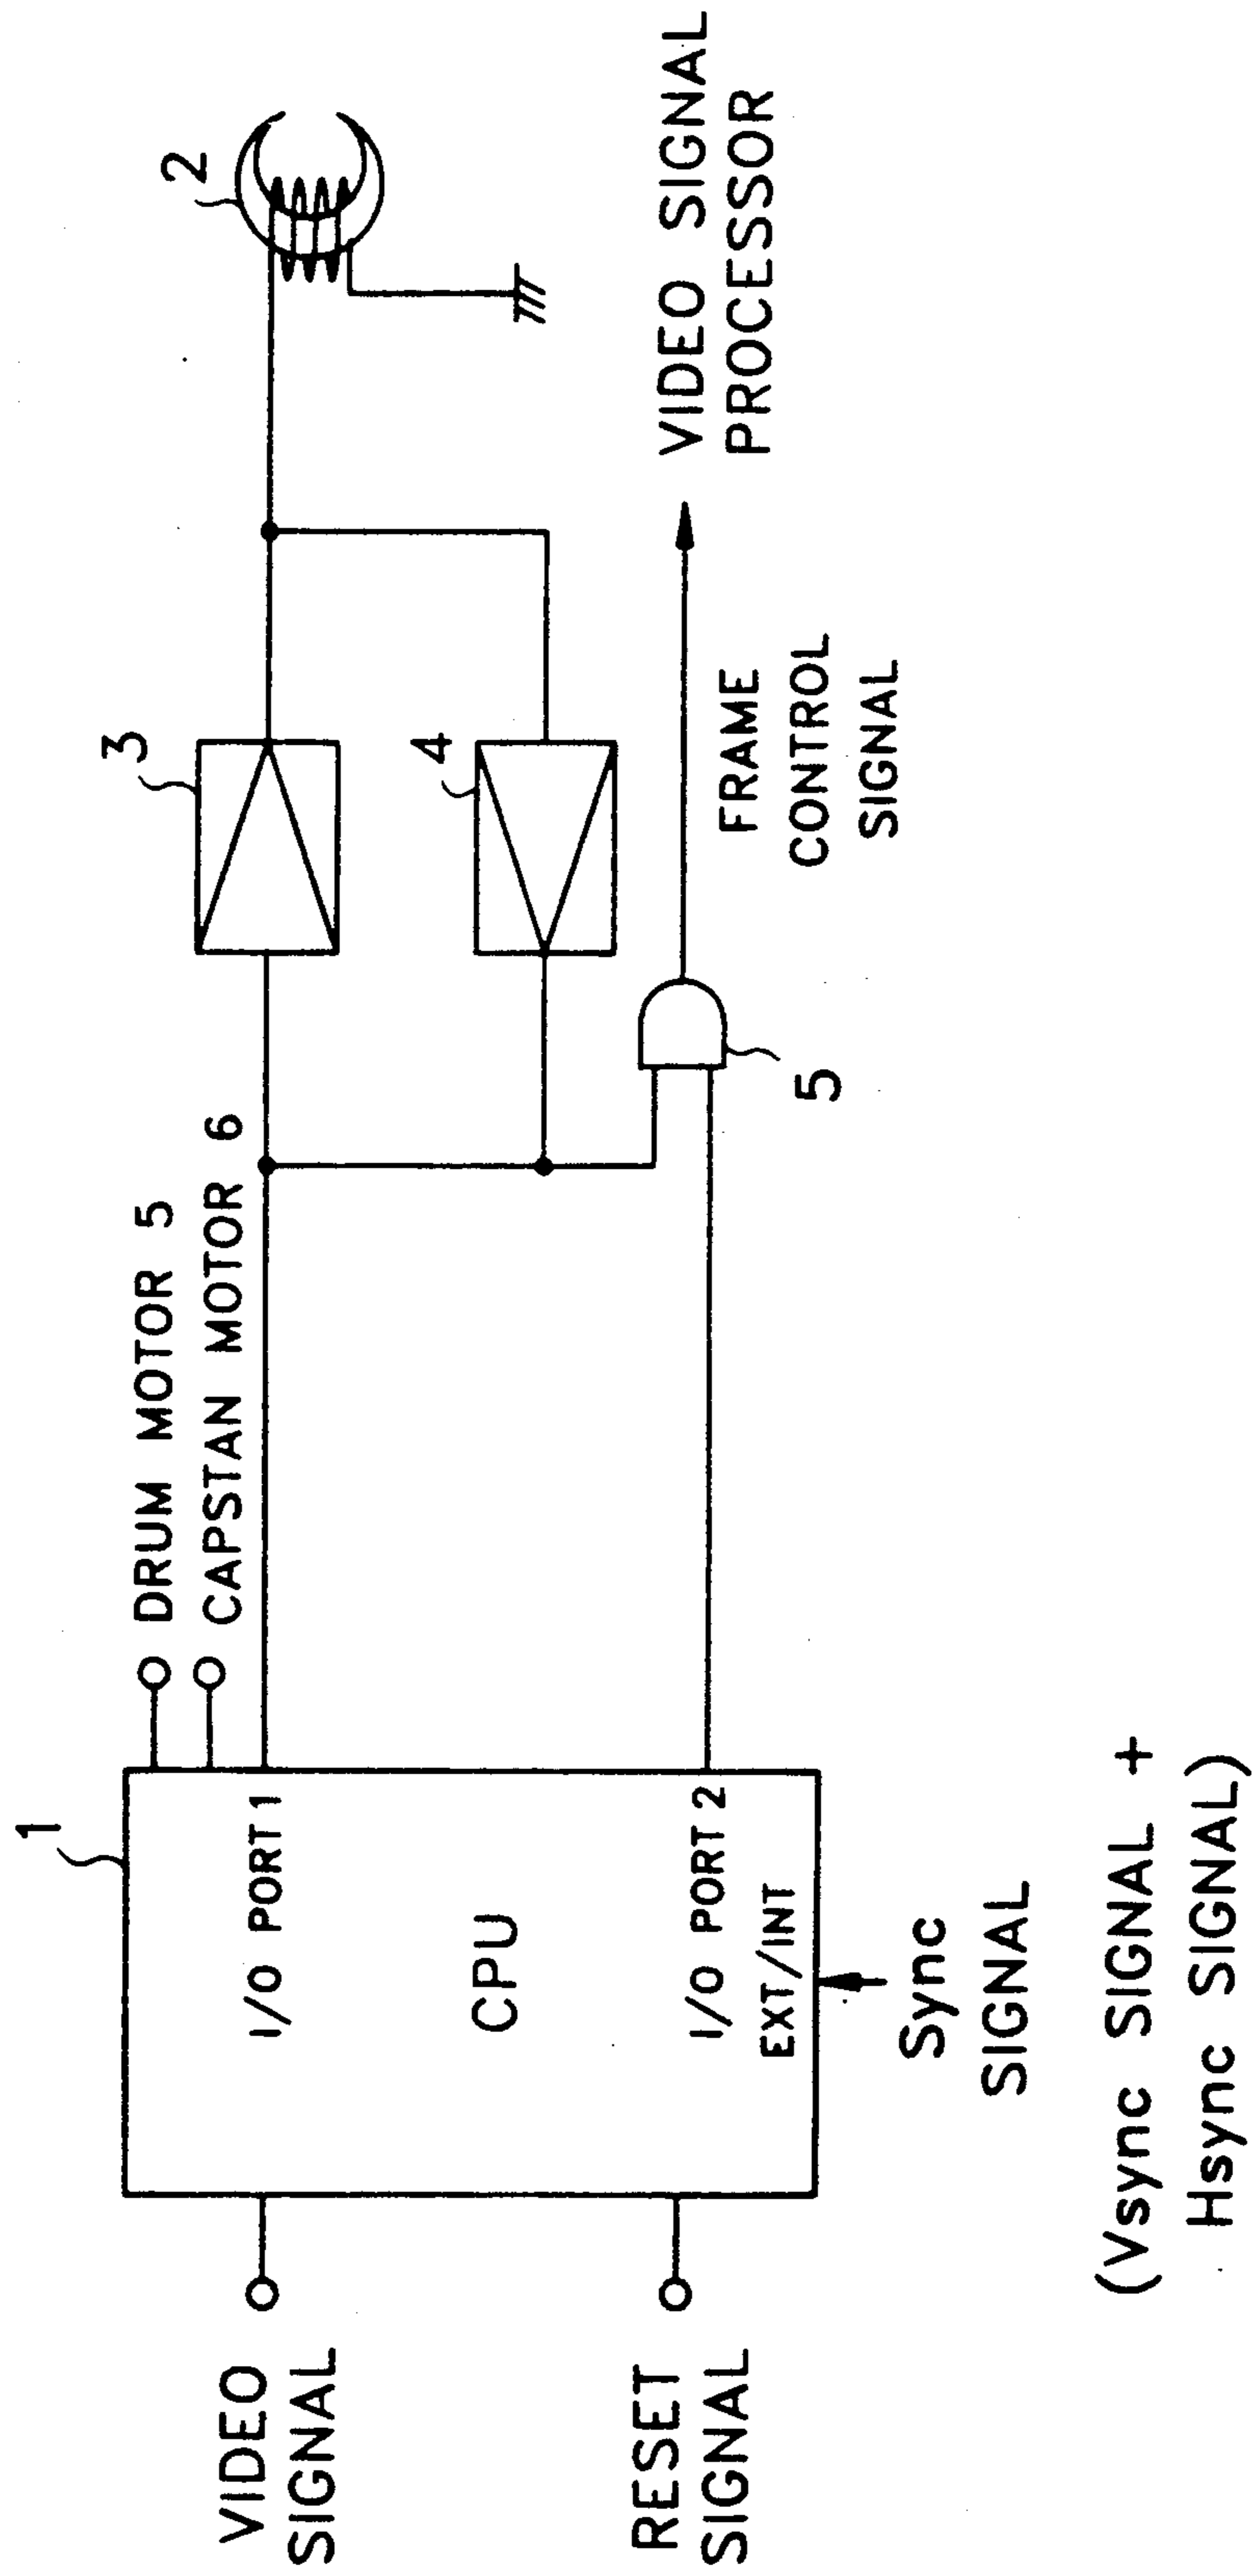 VIDEO
SIGNAL
RESET
SIGNAL
1
I/O PORT 1
CPU
I/O PORT 2
EXT/INT
Sync
SIGNAL
(Vsync SIGNAL +
Hsync SIGNAL)
DRUM MOTOR 5
CAPSTAN MOTOR 6
3
4
5
FRAME
CONTROL
SIGNAL
2
VIDEO SIGNAL
PROCESSOR